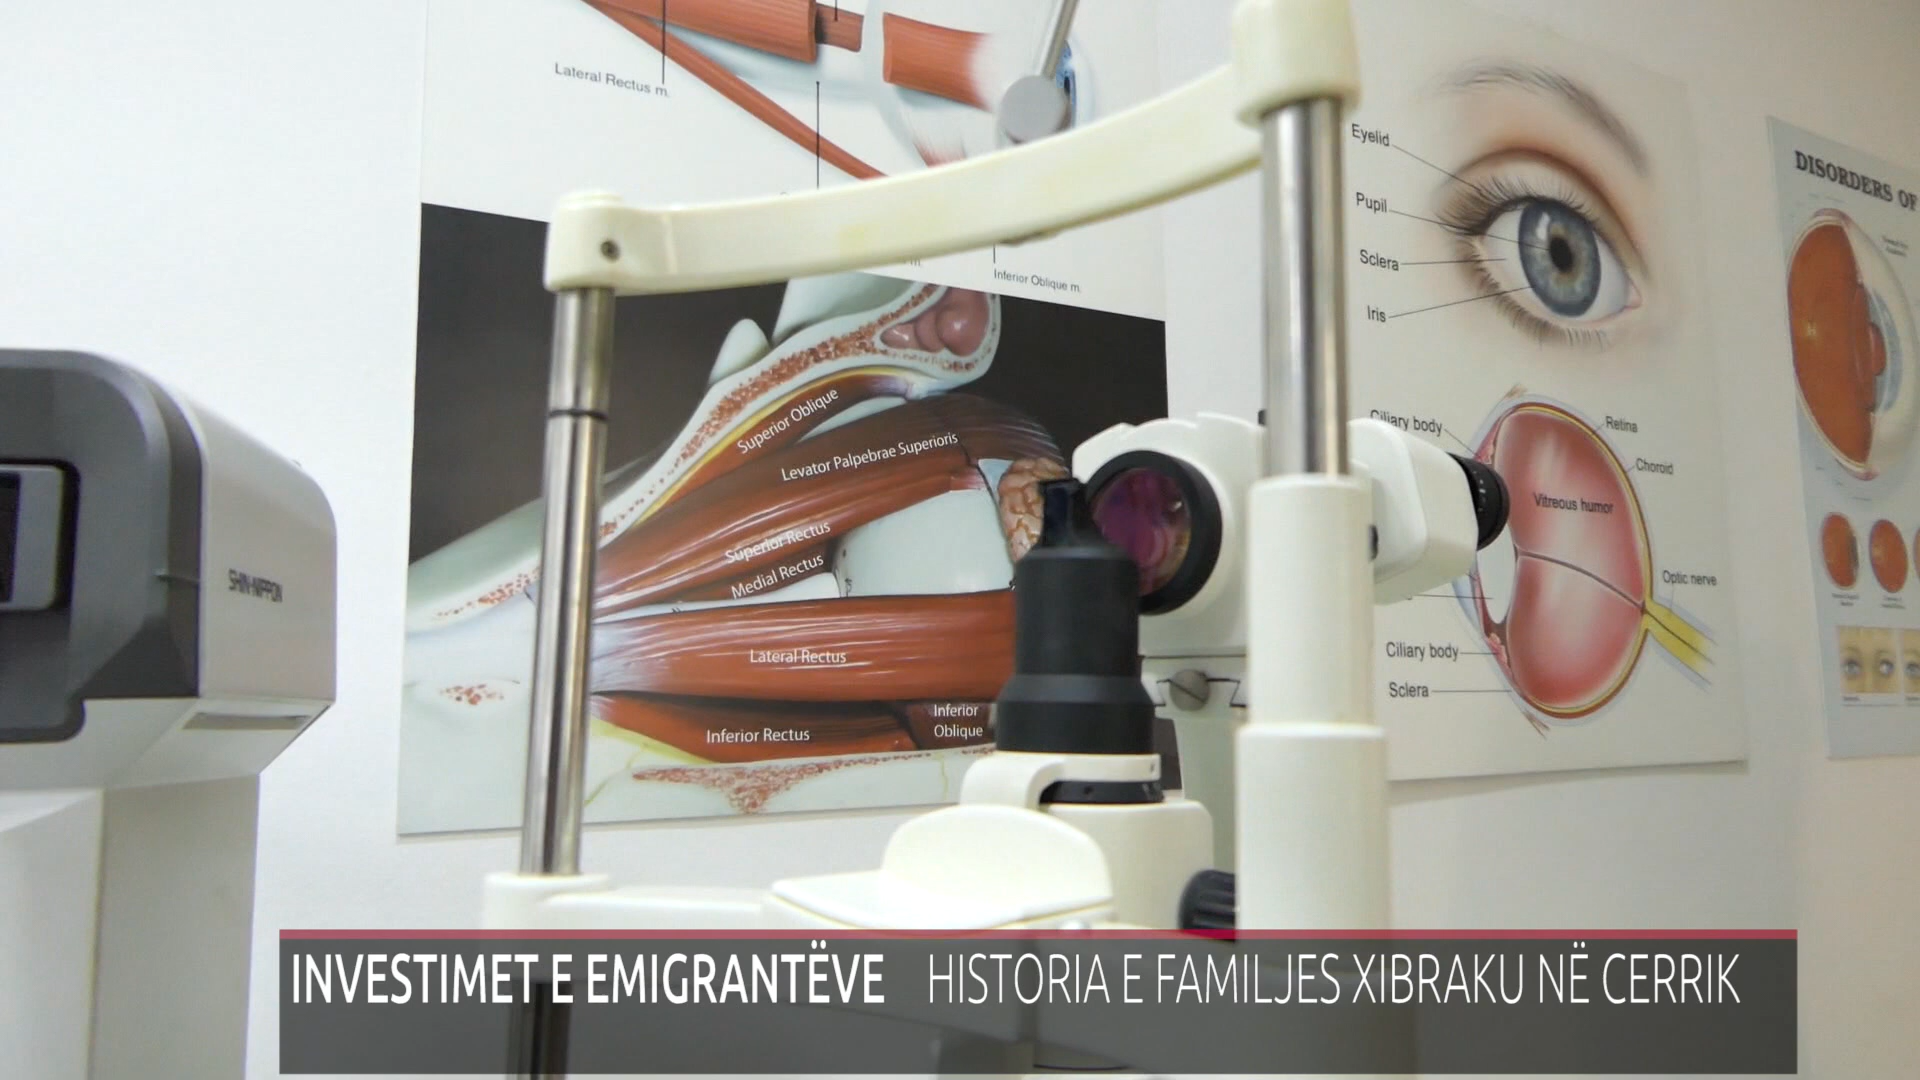 Lateral Rectus m.
Inferior Oblique m.
Superior Oblique
Levator Palpebrae Superioris
Superior Rectus
Medial Rectus
Lateral Rectus
Inferior Rectus
Inferior
Oblique
SHIN-NIPPON
Eyelid
Pupil
Sclera
Iris
Ciliary body
Retina
Choroid
Vitreous humor
Optic nerve
Ciliary body
Sclera
DISORDERS OF
INVESTIMET E EMIGRANTËVE HISTORIA E FAMILJES XIBRAKU NË CERRIK